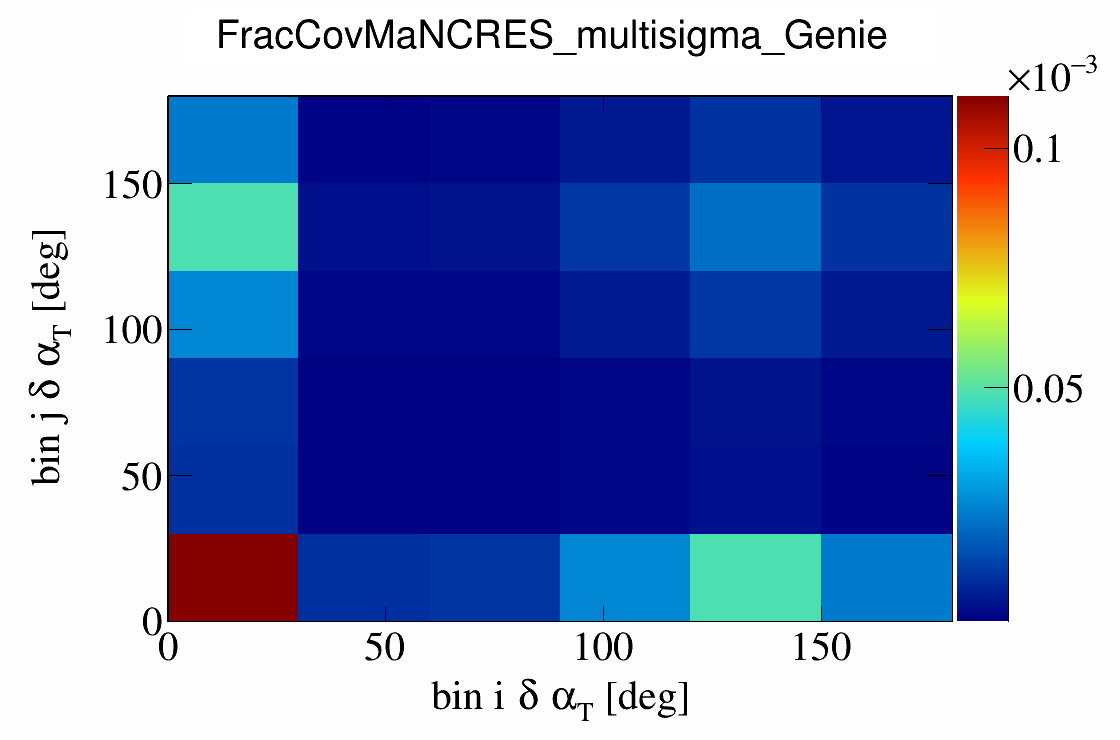 FracCovMaNCRES_multisigma_Genie
×10⁻³
0.1
0.05
150
100
50
0
0 50 100 150
bin j δ α_T [deg]
bin i δ α_T [deg]